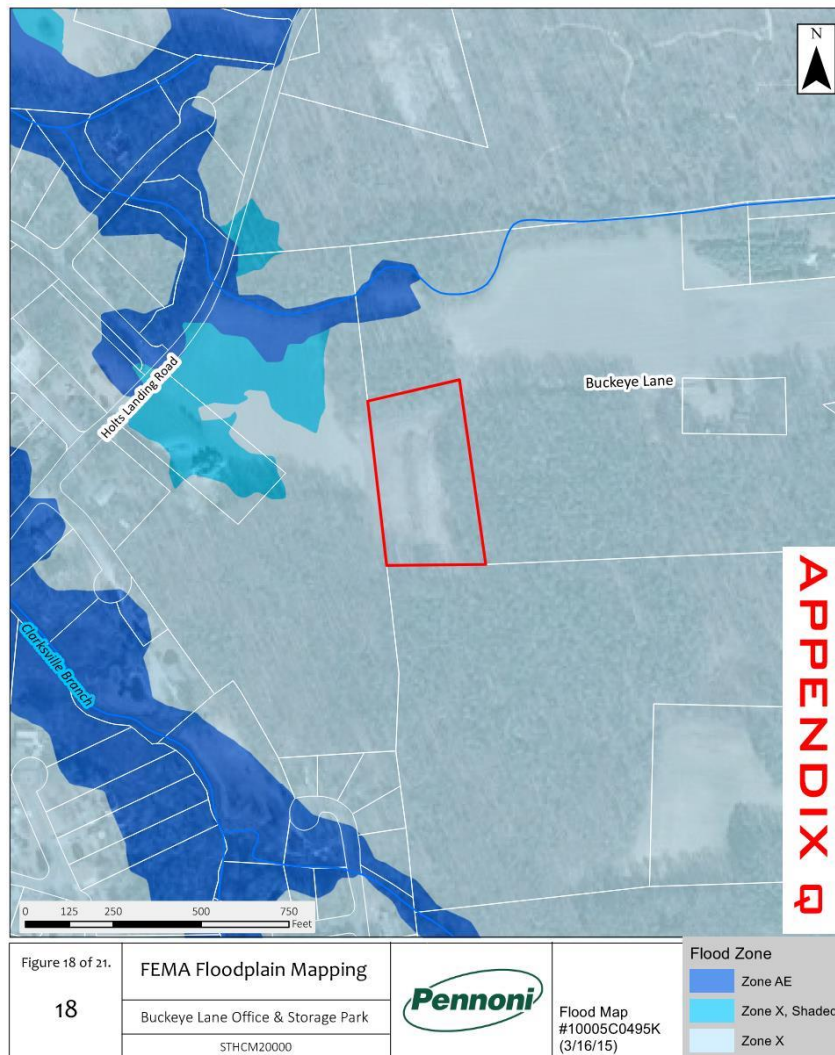 N
Buckeye Lane
Holts Landing Road
Clarksville Branch
APPENDIX Q
0 125 250 500 750
Feet
Figure 18 of 21.
18
FEMA Floodplain Mapping
Buckeye Lane Office & Storage Park
STHCM20000
Pennoni
Flood Map
#10005C0495K
(3/16/15)
Flood Zone
Zone AE
Zone X, Shaded
Zone X